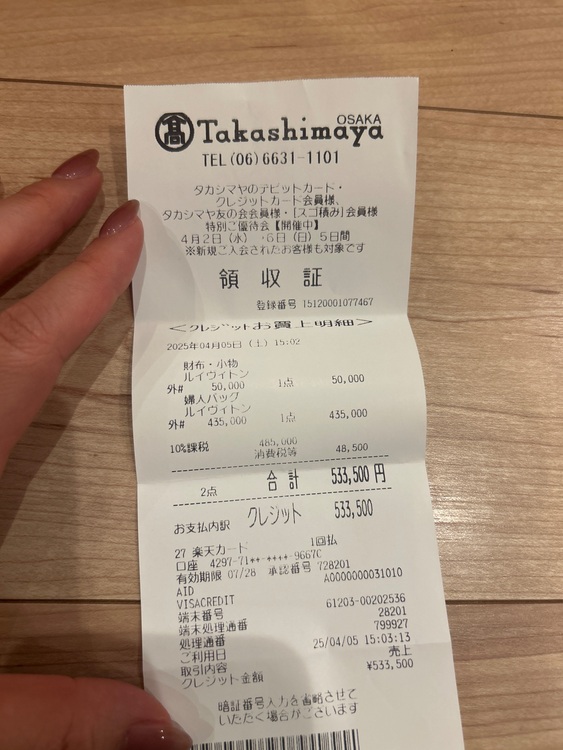 髙 Takashimaya OSAKA
TEL(06)6631-1101
タカシマヤのデビットカード・
クレジットカード会員様、
タカシマヤ友の会会員様・[スゴ積み]会員様
特別ご優待会【開催中】
4月2日(水)-6日(日)5日間
※新規ご入会されたお客様も対象です
領収証
登録番号 T5120001077467
<クレジットお買上明細>
2025年04月05日(土)15:02
財布・小物
ルイヴィトン
外# 50,000 1点 50,000
婦人バッグ
ルイヴィトン
外# 435,000 1点 435,000
10%課税 485,000
消費税等 48,500
2点 合計 533,500円
お支払内訳 クレジット 533,500
27 楽天カード 1回払
口座 4297-71**-****-9667C
有効期限 07/28 承認番号 728201
AID A0000000031010
VISACREDIT
端末番号 61203-00202536
端末処理通番 28201
処理通番 799927
ご利用日 25/04/05 15:03:13
取引内容 売上
クレジット金額 ¥533,500
暗証番号入力を省略させて
いただく場合がございます